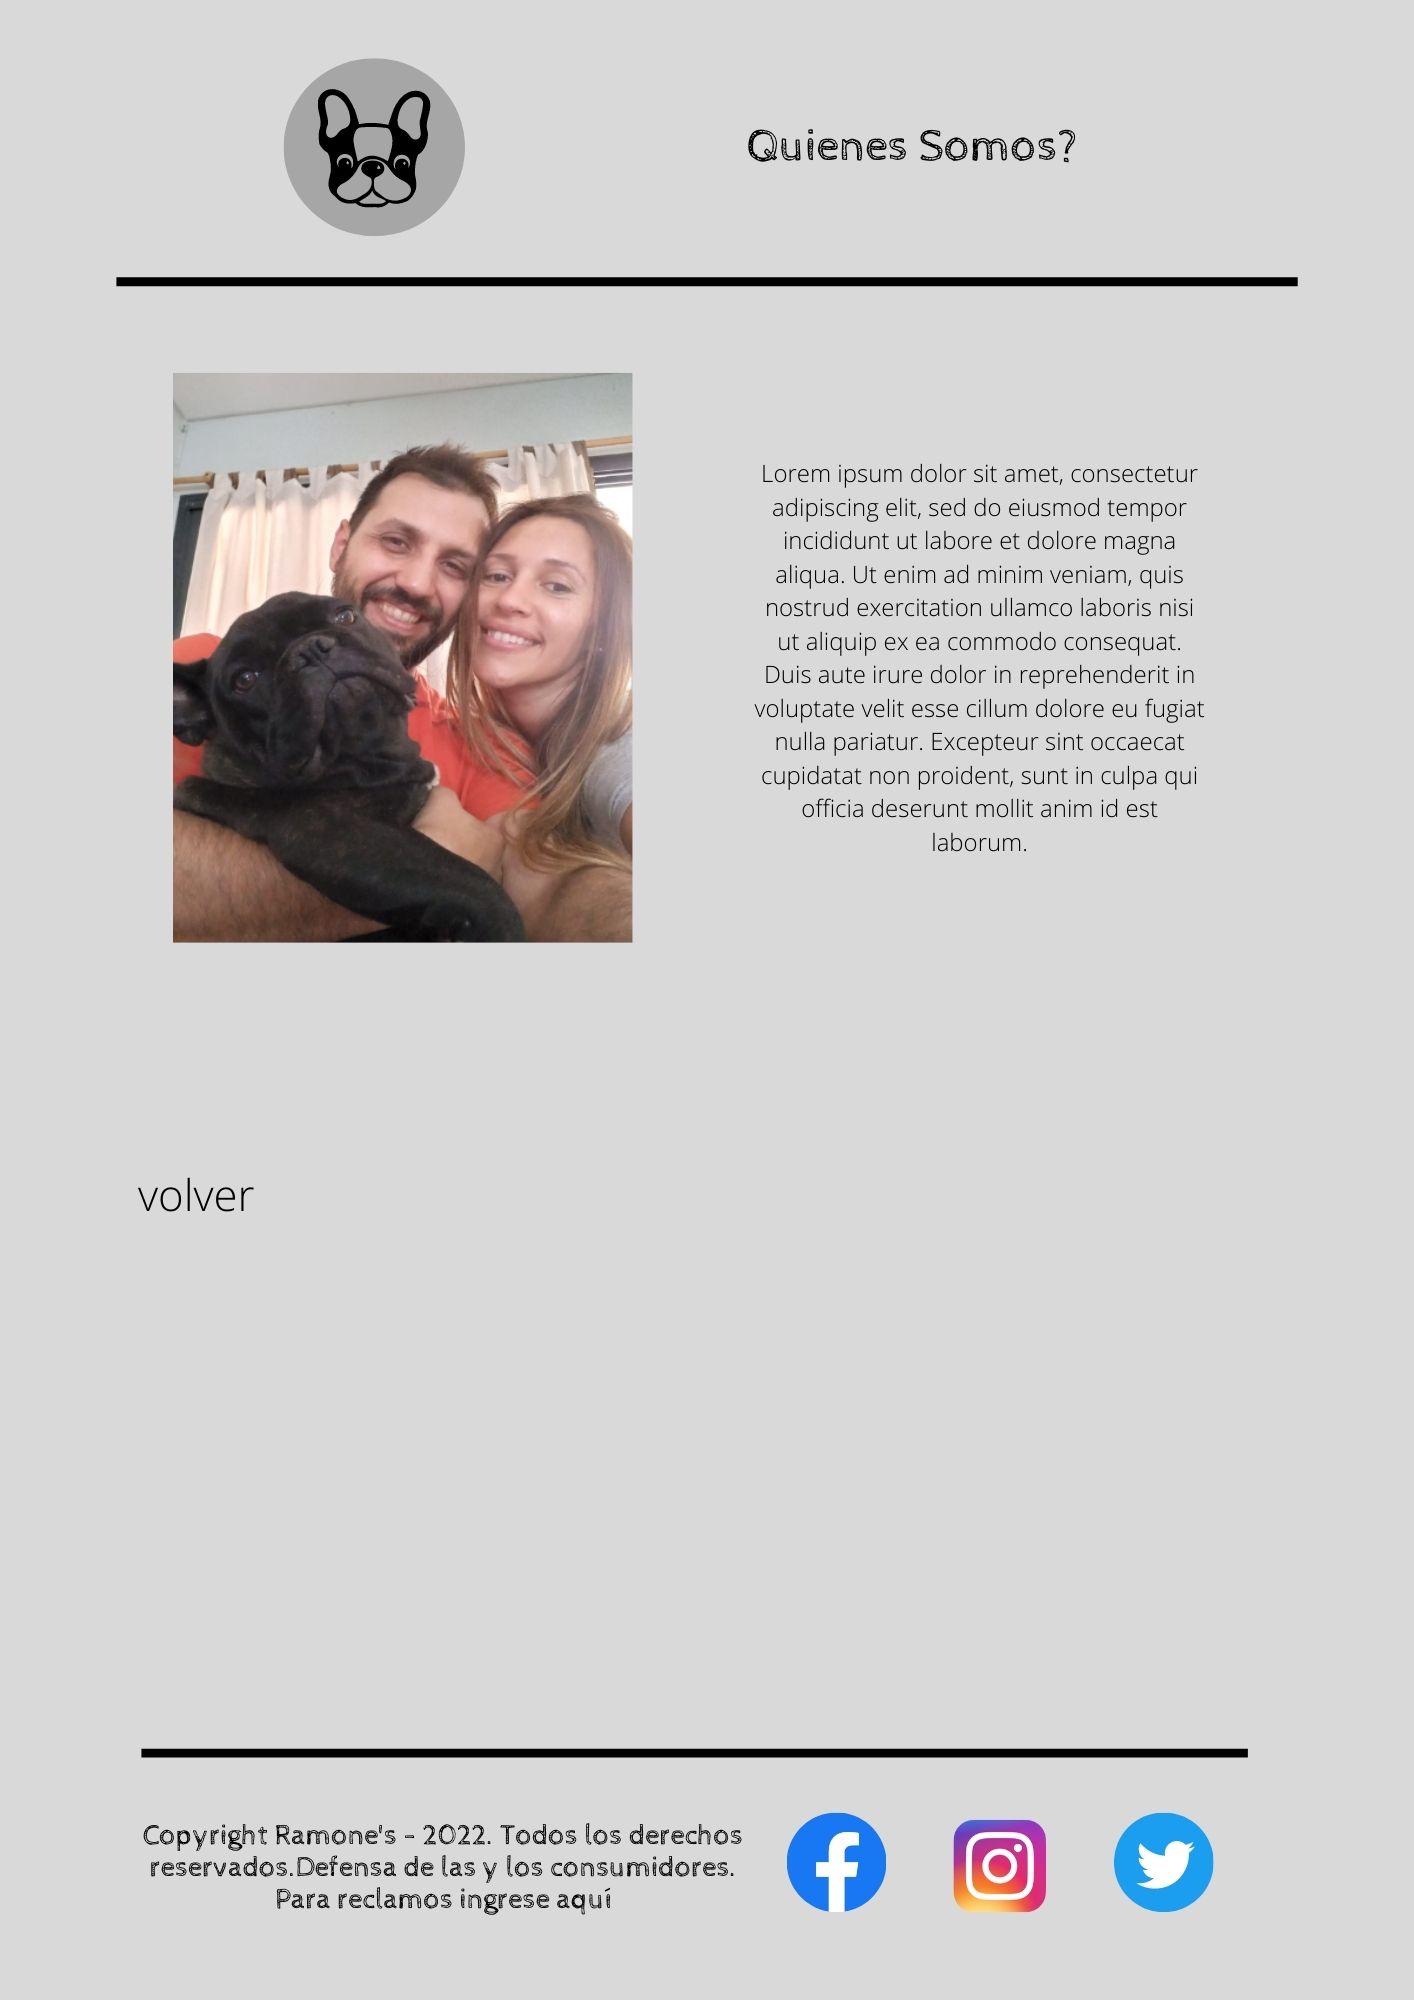 Quienes Somos?
Lorem ipsum dolor sit amet, consectetur
adipiscing elit, sed do eiusmod tempor
incididunt ut labore et dolore magna
aliqua. Ut enim ad minim veniam, quis
nostrud exercitation ullamco laboris nisi
ut aliquip ex ea commodo consequat.
Duis aute irure dolor in reprehenderit in
voluptate velit esse cillum dolore eu fugiat
nulla pariatur. Excepteur sint occaecat
cupidatat non proident, sunt in culpa qui
officia deserunt mollit anim id est
laborum.
volver
Copyright Ramone's - 2022. Todos los derechos
reservados.Defensa de las y los consumidores.
Para reclamos ingrese aquí